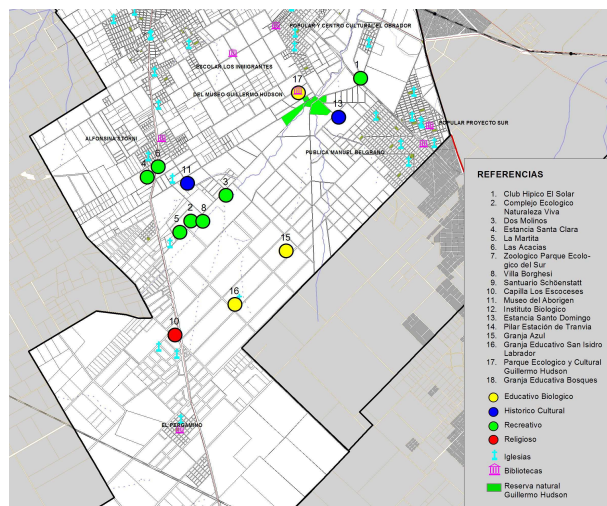 POPULAR Y CENTRO CULTURAL EL OBRADOR
ESCOLAR LOS INMIGRANTES
1
17
DEL MUSEO GUILLERMO HUDSON
13
POPULAR PROYECTO SUR
ALFONSINA STORNI
PUBLICA MANUEL BELGRANO
6
4
11
3
2
8
5
15
16
10
EL PERGAMINO
REFERENCIAS
1. Club Hipico El Solar
2. Complejo Ecologico
Naturaleza Viva
3. Dos Molinos
4. Estancia Santa Clara
5. La Martita
6. Las Acacias
7. Zoologico Parque Ecolo-
gico del Sur
8. Villa Borghesi
9. Santuario Schöenstatt
10. Capilla Los Escoceses
11. Museo del Aborigen
12. Instituto Biologico
13. Estancia Santo Domingo
14. Pilar Estación de Tranvia
15. Granja Azul
16. Granja Educativo San Isidro
Labrador
17. Parque Ecologico y Cultural
Guillermo Hudson
18. Granja Educativa Bosques
Educativo Biologico
Historico Cultural
Recreativo
Religioso
Iglesias
Bibliotecas
Reserva natural
Guillermo Hudson